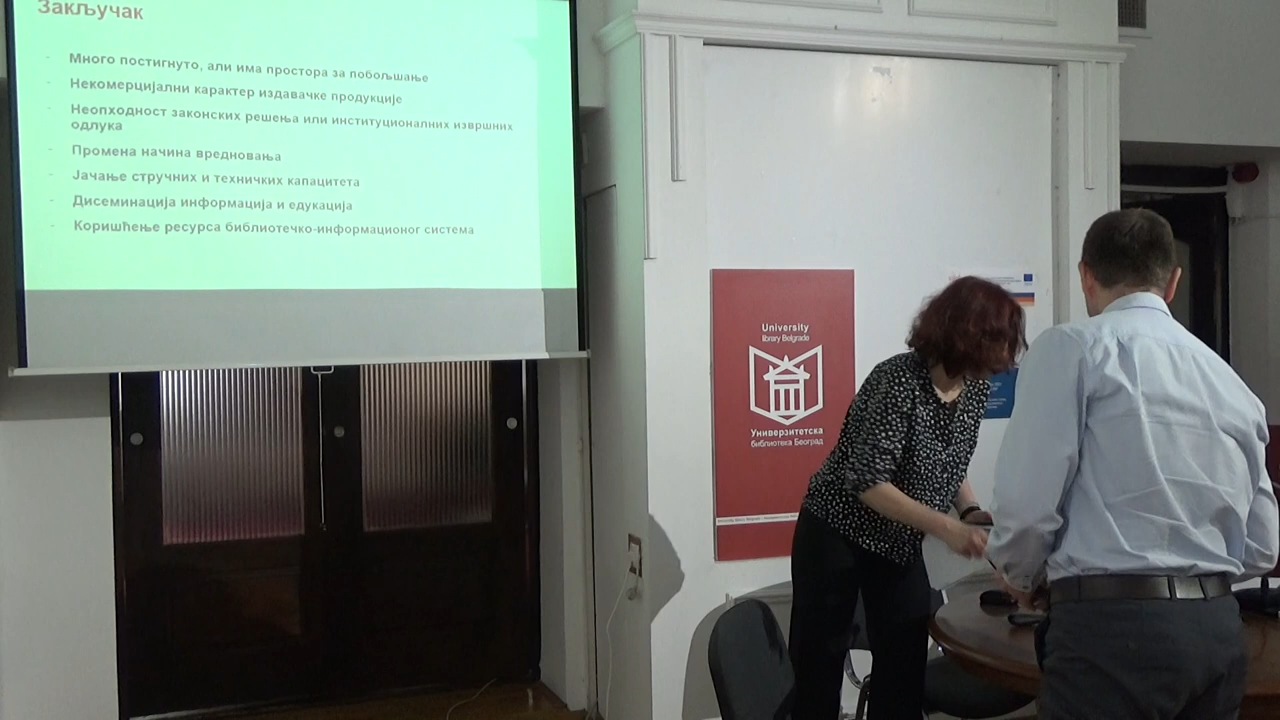 Закључак
- Много постигнуто, али има простора за побољшање
- Некомерцијални карактер издавачке продукције
- Неопходност законских решења или институционалних извршних
одлука
- Промена начина вредновања
- Јачање стручних и техничких капацитета
- Дисеминација информација и едукација
- Коришћење ресурса библиотечко-информационог система
University
library Belgrade
Универзитетска
библиотека Београд